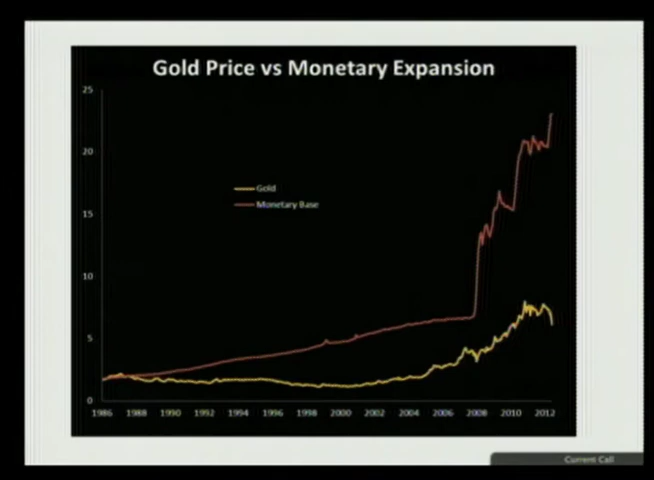 Gold Price vs Monetary Expansion
25
20
15
10
5
0
Gold
Monetary Base
1986 1988 1990 1992 1994 1996 1998 2000 2002 2004 2006 2008 2010 2012
Current Call